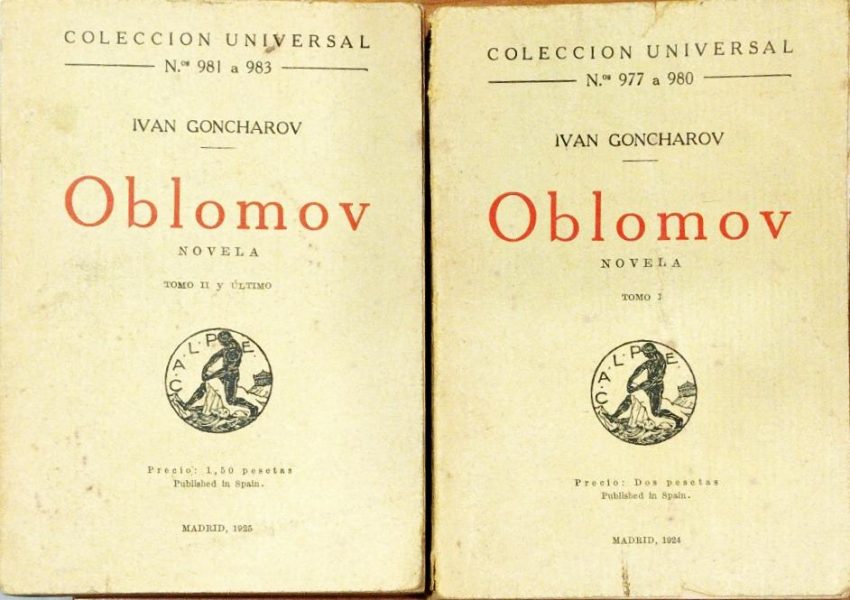 COLECCION UNIVERSAL
N.os 981 a 983
IVAN GONCHAROV
Oblomov
NOVELA
TOMO II Y ÚLTIMO
C.A.L.P.E.
Precio: 1,50 pesetas
Published in Spain.
MADRID, 1925
COLECCION UNIVERSAL
N.os 977 a 980
IVAN GONCHAROV
Oblomov
NOVELA
TOMO I
C.A.L.P.E.
Precio: Dos pesetas
Published in Spain.
MADRID, 1924